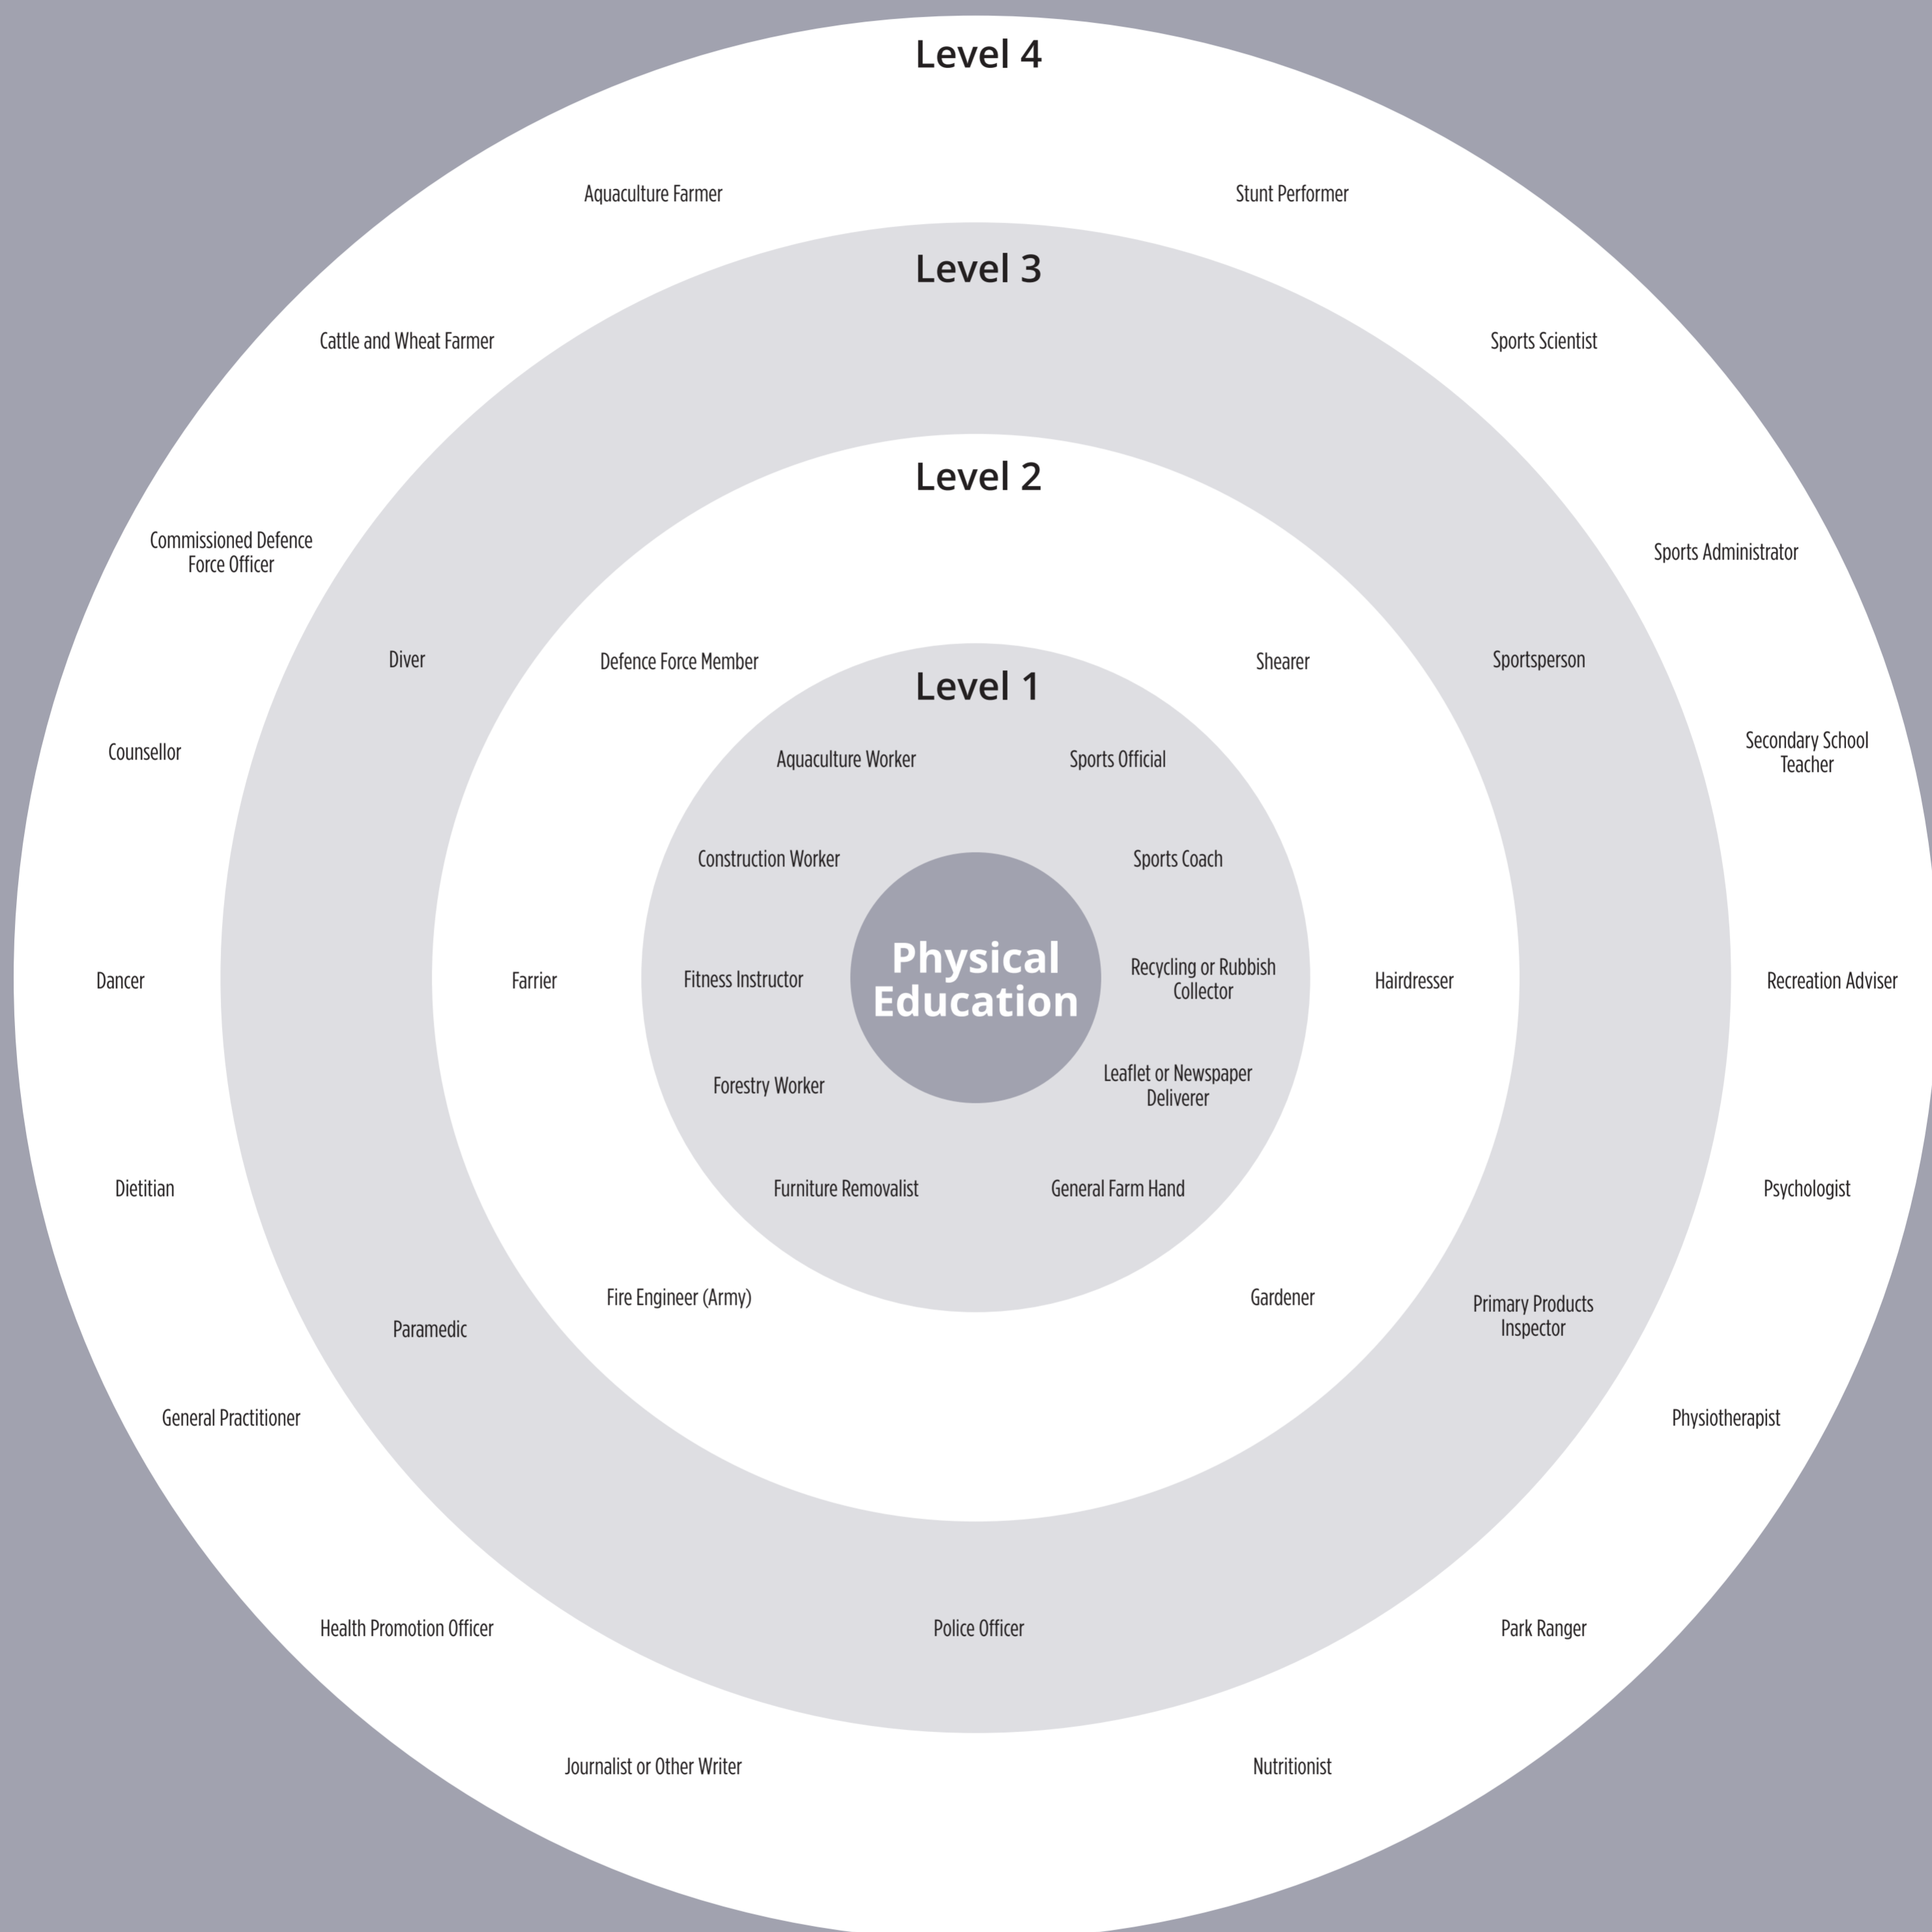 Level 4
Aquaculture Farmer
Stunt Performer
Level 3
Cattle and Wheat Farmer
Sports Scientist
Level 2
Commissioned Defence
Force Officer
Sports Administrator
Diver
Defence Force Member
Shearer
Sportsperson
Level 1
Counsellor
Aquaculture Worker
Sports Official
Secondary School
Teacher
Construction Worker
Sports Coach
Dancer
Farrier
Fitness Instructor
Physical
Education
Recycling or Rubbish
Collector
Hairdresser
Recreation Adviser
Forestry Worker
Leaflet or Newspaper
Deliverer
Dietitian
Furniture Removalist
General Farm Hand
Psychologist
Fire Engineer (Army)
Gardener
Paramedic
Primary Products
Inspector
General Practitioner
Physiotherapist
Health Promotion Officer
Police Officer
Park Ranger
Journalist or Other Writer
Nutritionist